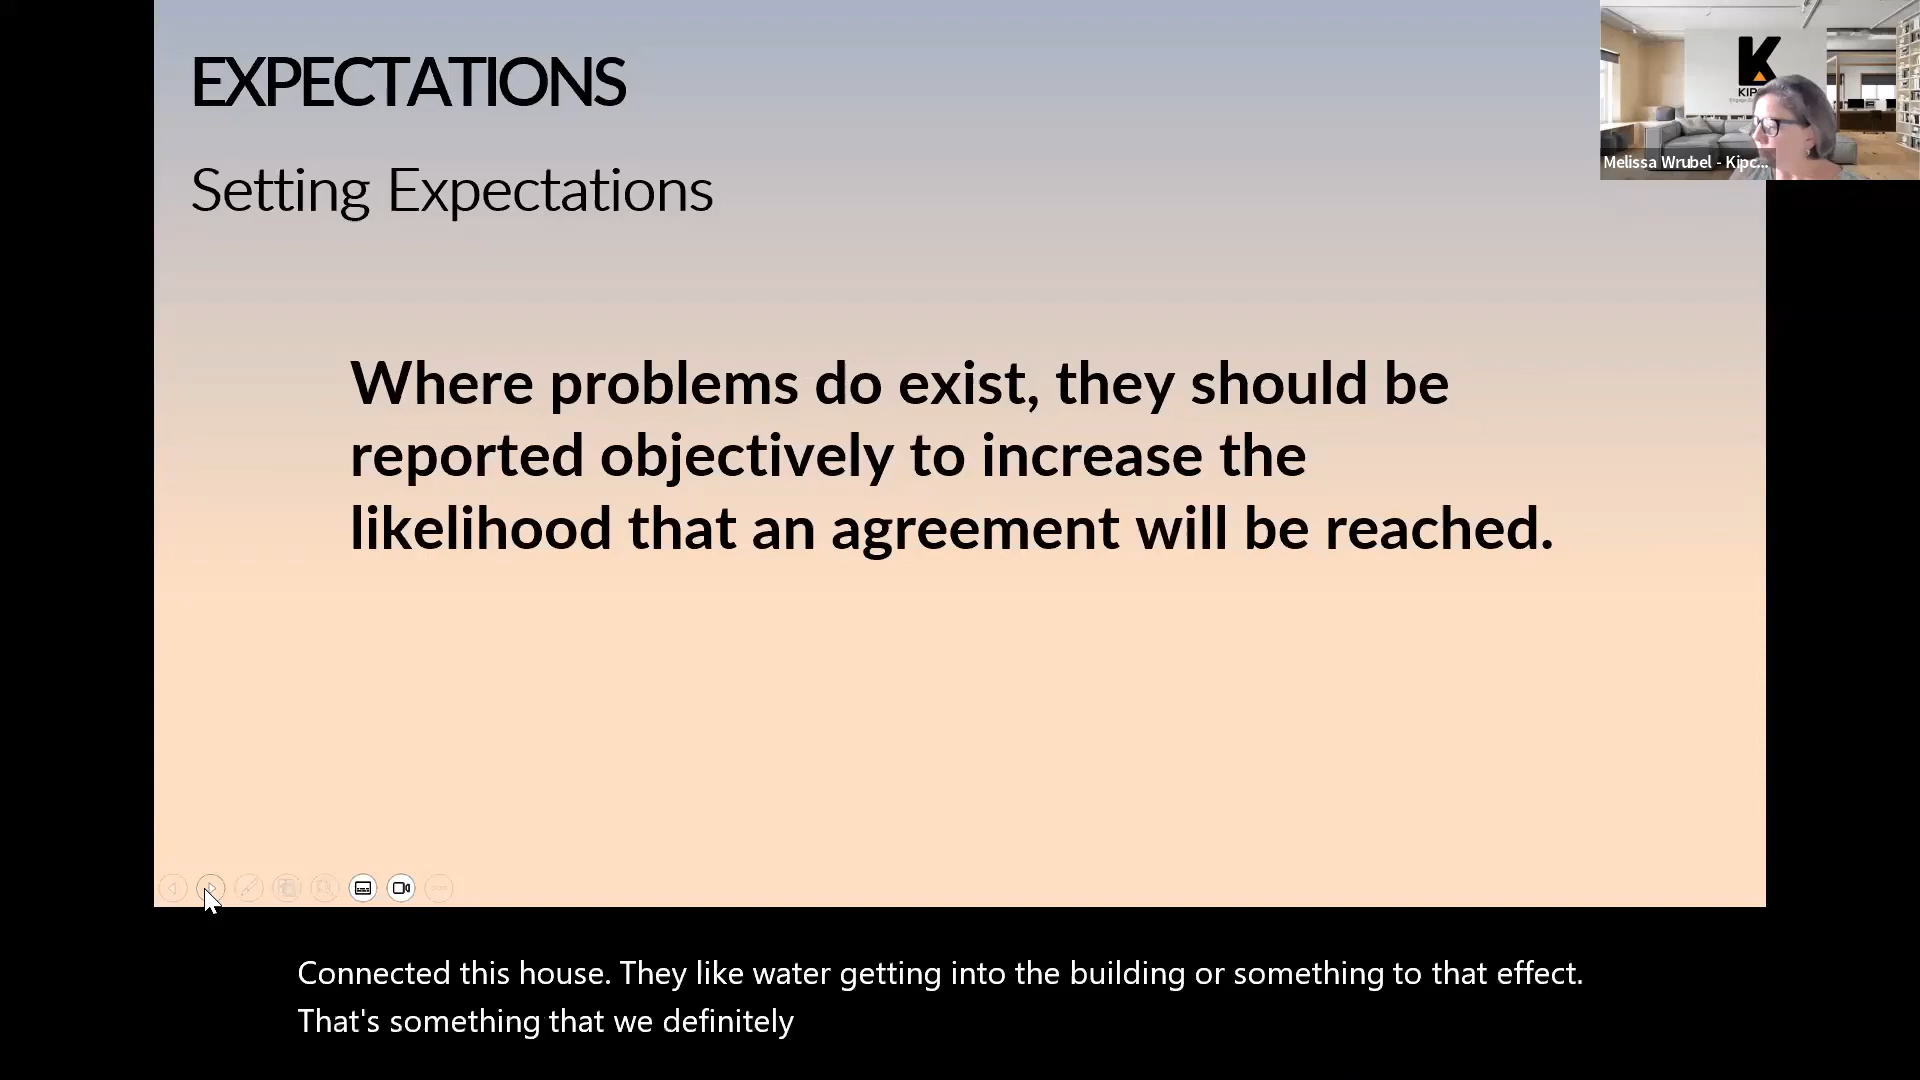 EXPECTATIONS
Setting Expectations
Where problems do exist, they should be
reported objectively to increase the
likelihood that an agreement will be reached.
Melissa Wrubel - Kipc...
Connected this house. They like water getting into the building or something to that effect.
That's something that we definitely